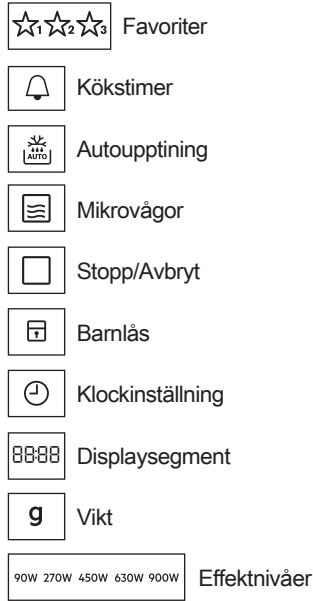 1 2 3 Favoriter
Kökstimer
AUTO Autoupptining
Mikrovågor
Stopp/Avbryt
Barnlås
Klockinställning
88:88 Displaysegment
g Vikt
90W 270W 450W 630W 900W Effektnivåer